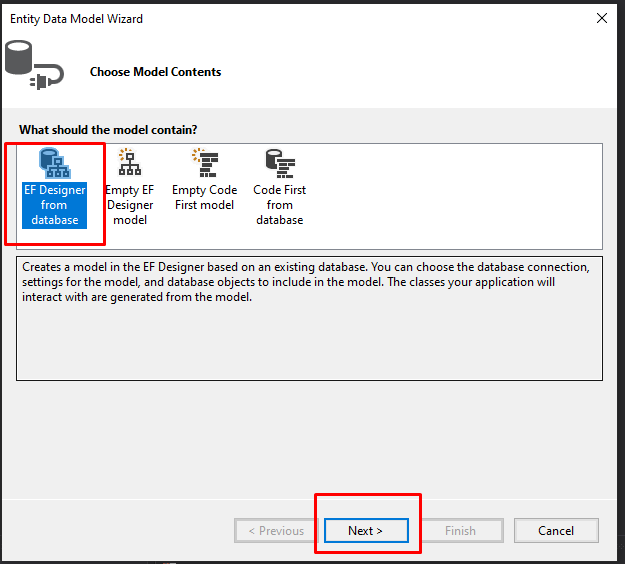 Entity Data Model Wizard
Choose Model Contents
What should the model contain?
EF Designer
from
database
Empty EF
Designer
model
Empty Code
First model
Code First
from
database
Creates a model in the EF Designer based on an existing database. You can choose the database connection,
settings for the model, and database objects to include in the model. The classes your application will
interact with are generated from the model.
< Previous
Next >
Finish
Cancel